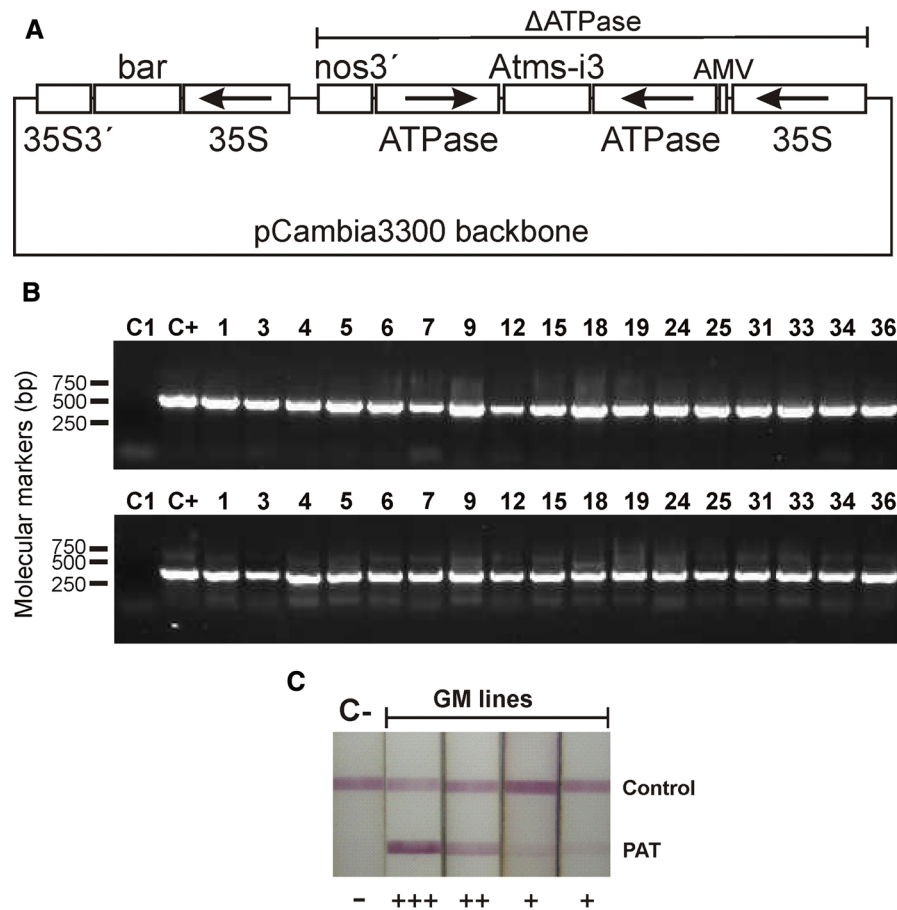 A
ΔATPase
bar nos3´ Atms-i3 AMV
35S3´ 35S ATPase ATPase 35S
pCambia3300 backbone
B
C1 C+ 1 3 4 5 6 7 9 12 15 18 19 24 25 31 33 34 36
750
500
250
Molecular markers (bp)
C1 C+ 1 3 4 5 6 7 9 12 15 18 19 24 25 31 33 34 36
750
500
250
C
C- GM lines
Control
PAT
- +++ ++ + +